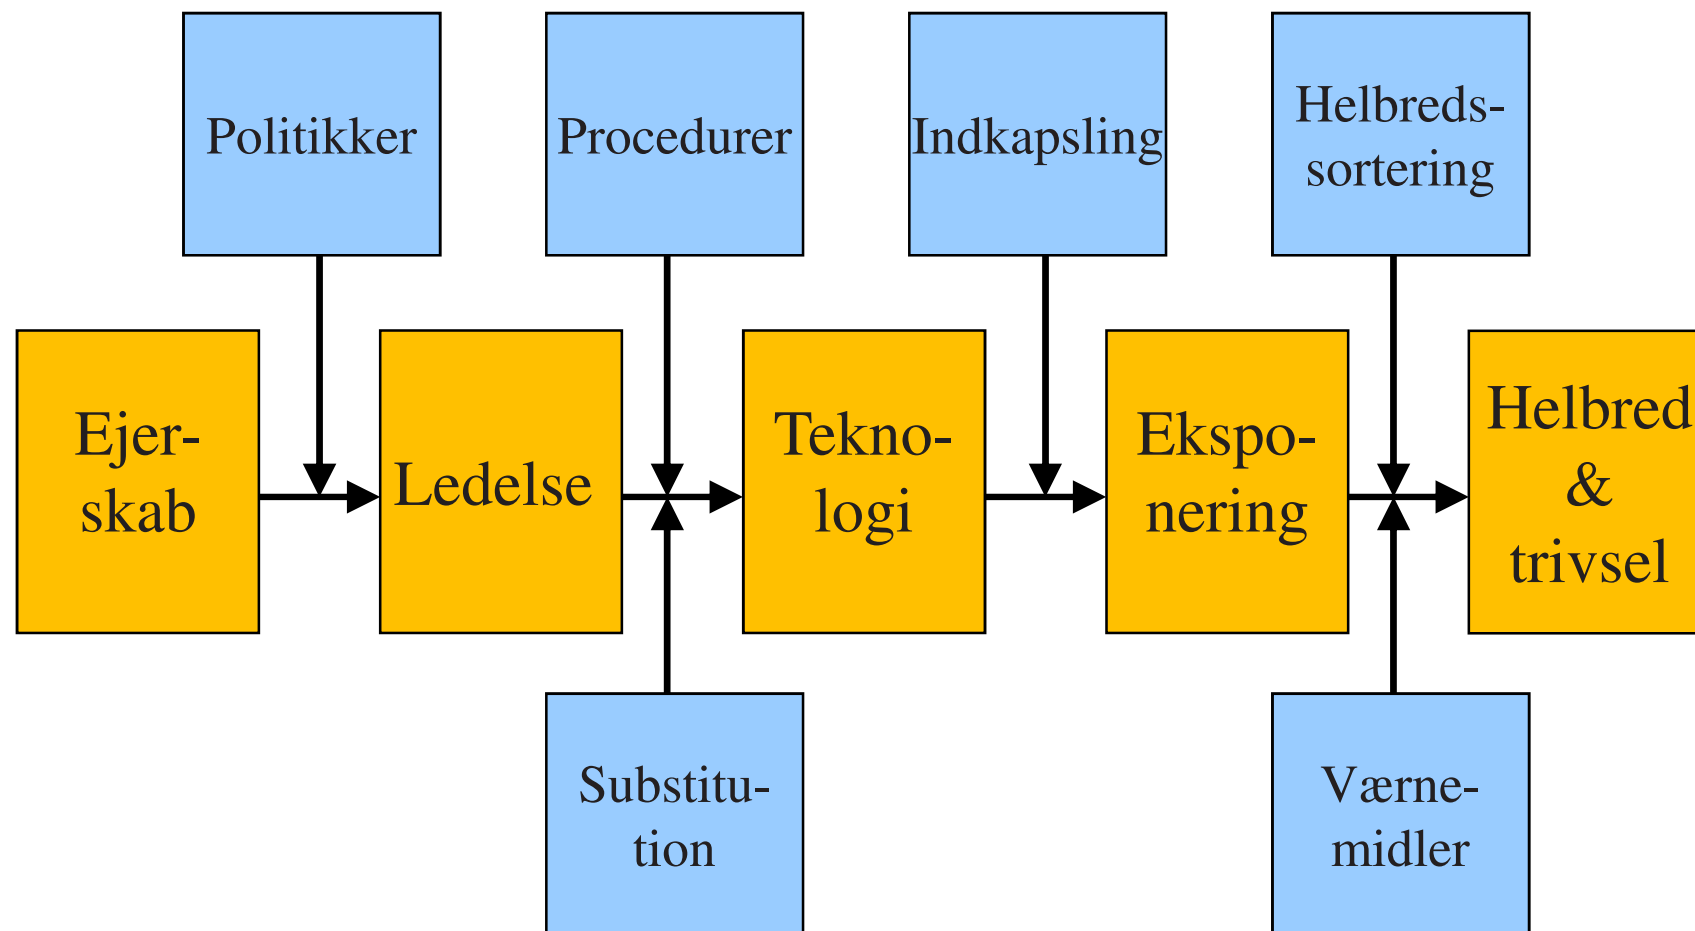 Politikker
Procedurer
Indkapsling
Helbreds-
sortering
Ejer-
skab
Ledelse
Tekno-
logi
Ekspo-
nering
Helbred
&
trivsel
Substitu-
tion
Værne-
midler